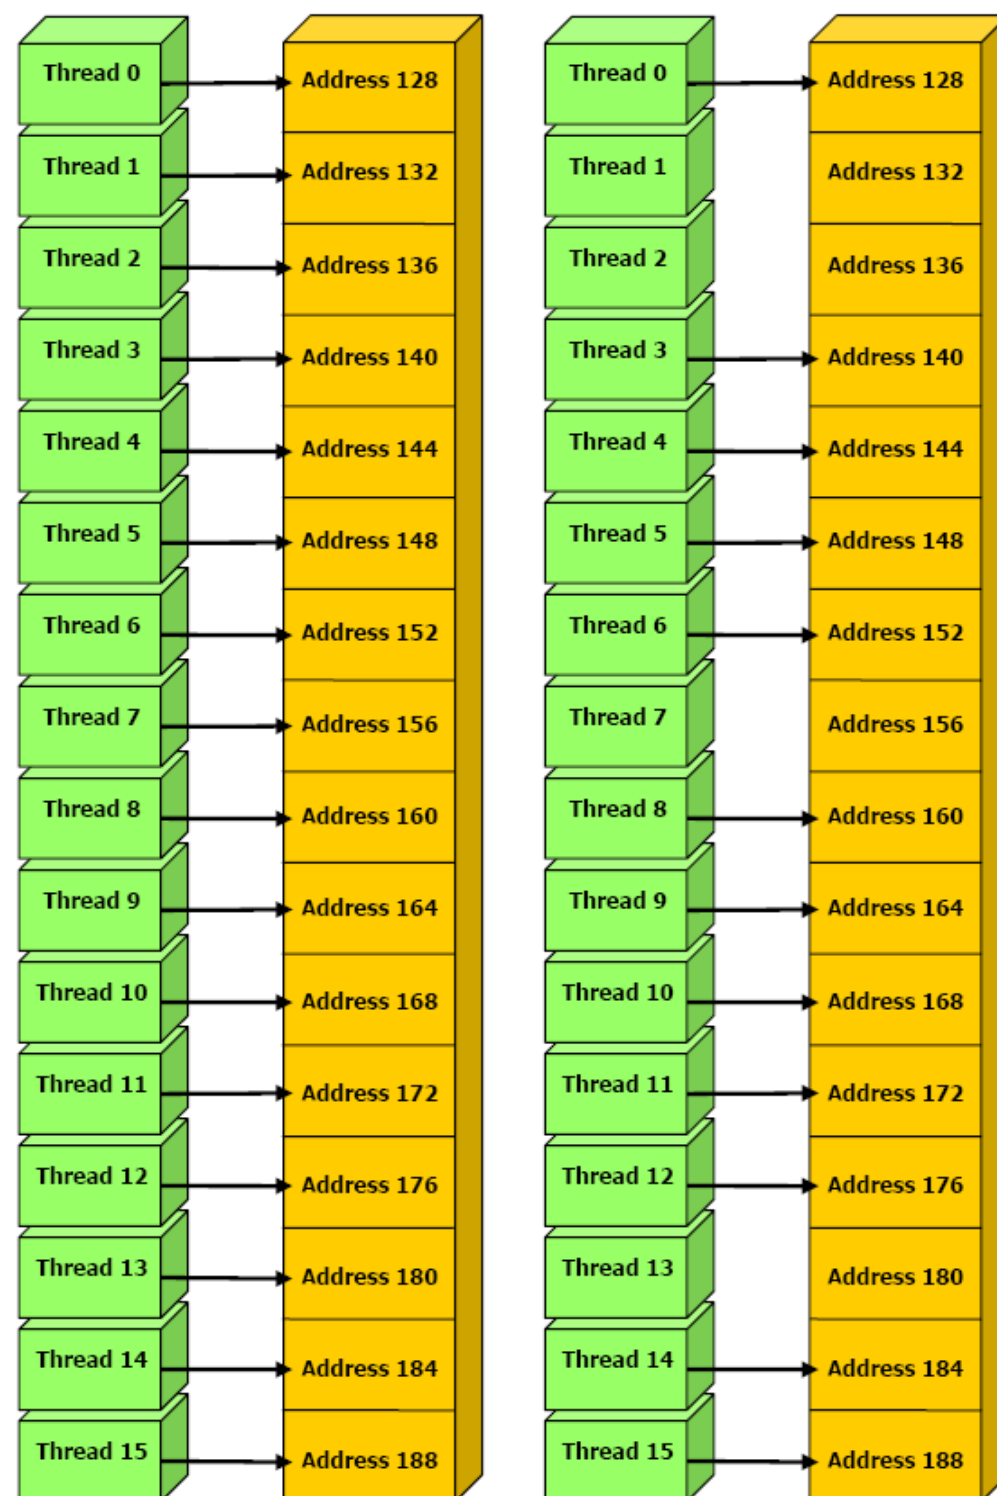 Thread 0
Address 128
Thread 1
Address 132
Thread 2
Address 136
Thread 3
Address 140
Thread 4
Address 144
Thread 5
Address 148
Thread 6
Address 152
Thread 7
Address 156
Thread 8
Address 160
Thread 9
Address 164
Thread 10
Address 168
Thread 11
Address 172
Thread 12
Address 176
Thread 13
Address 180
Thread 14
Address 184
Thread 15
Address 188
Thread 0
Address 128
Thread 1
Address 132
Thread 2
Address 136
Thread 3
Address 140
Thread 4
Address 144
Thread 5
Address 148
Thread 6
Address 152
Thread 7
Address 156
Thread 8
Address 160
Thread 9
Address 164
Thread 10
Address 168
Thread 11
Address 172
Thread 12
Address 176
Thread 13
Address 180
Thread 14
Address 184
Thread 15
Address 188